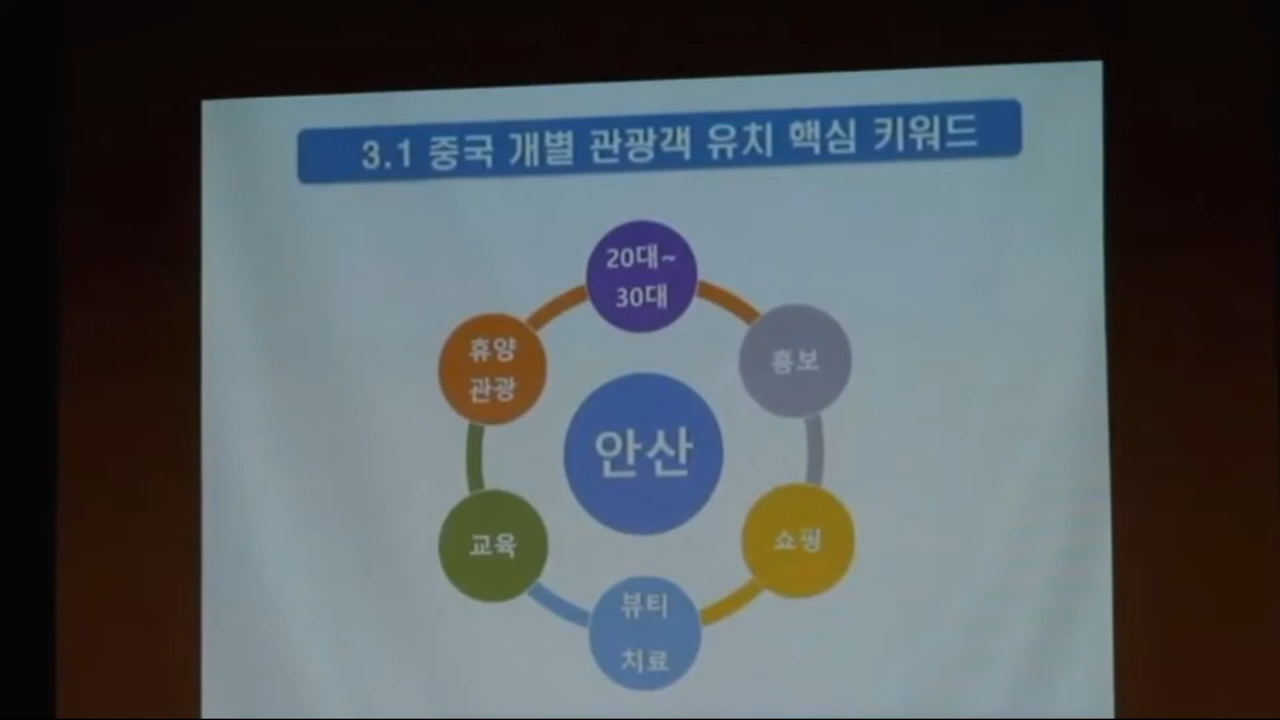 3.1 중국 개별 관광객 유치 핵심 키워드
20대~
30대
홍보
쇼핑
뷰티
치료
교육
휴양
관광
안산